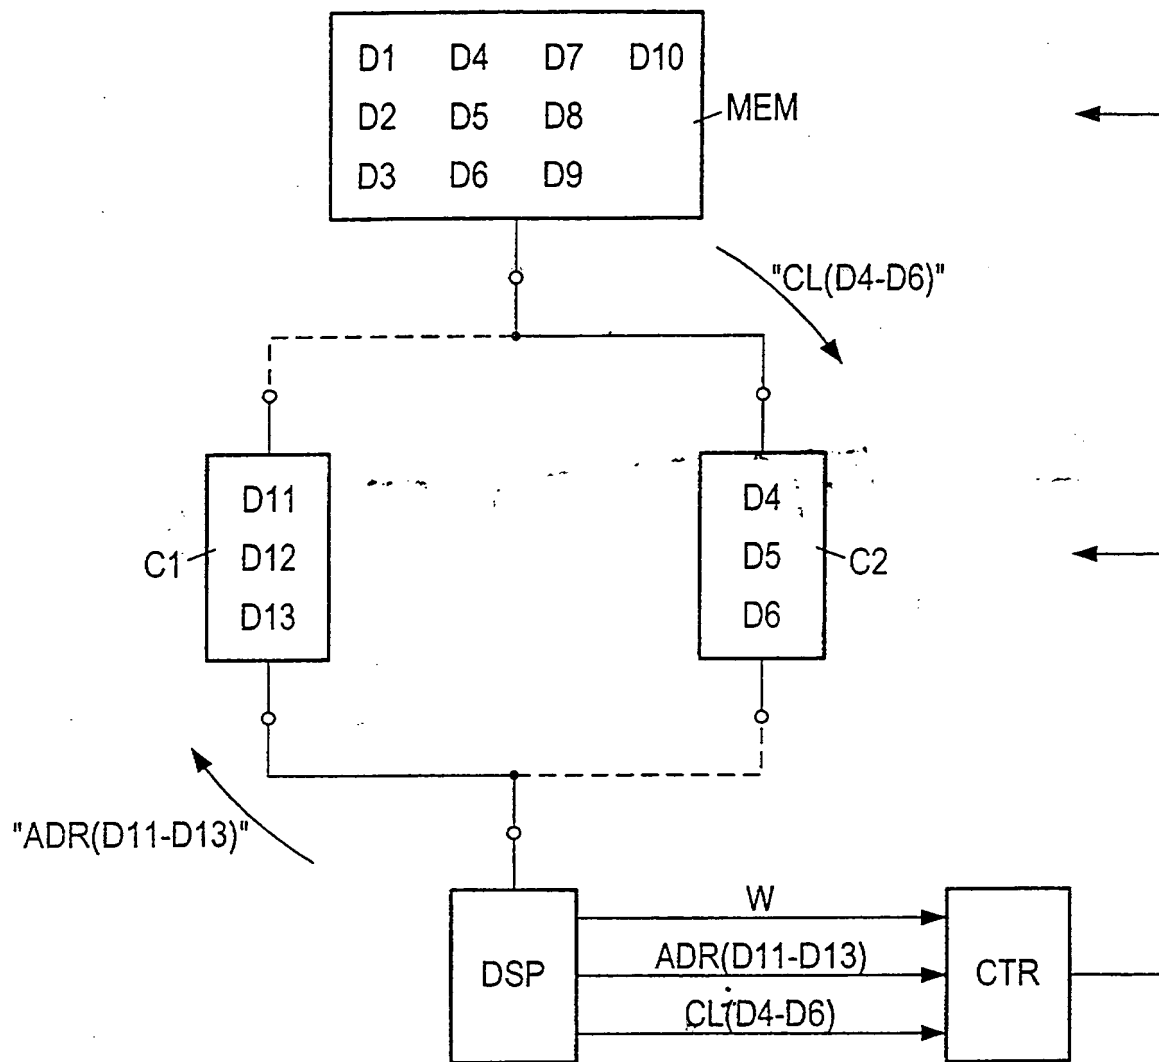 D1 D4 D7 D10
D2 D5 D8
MEM
D3 D6 D9
"CL(D4-D6)"
D11
D12
D13
C1
D4
D5
D6
C2
"ADR(D11-D13)"
W
DSP
ADR(D11-D13)
CTR
CL(D4-D6)